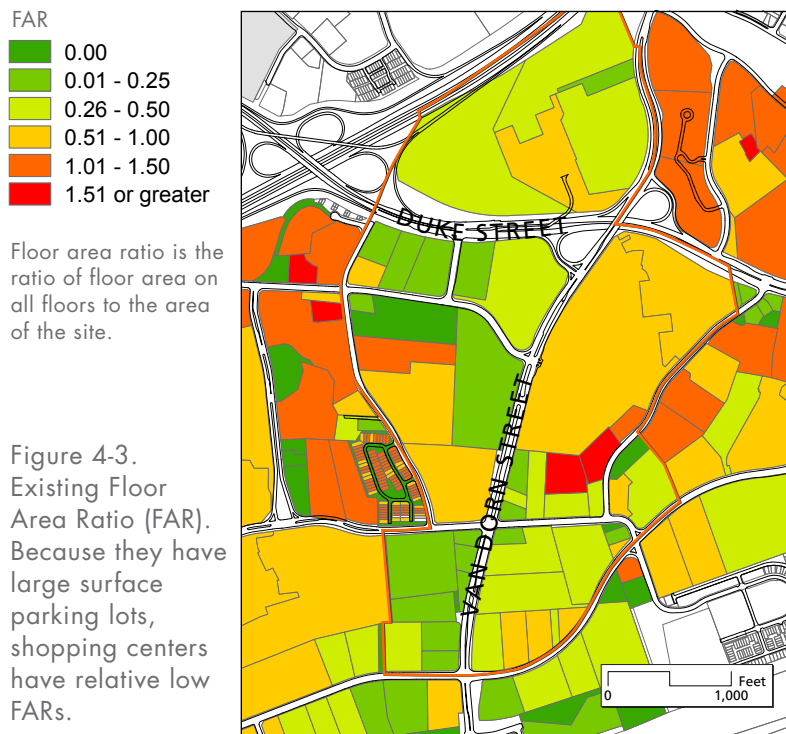 FAR
0.00
0.01 - 0.25
0.26 - 0.50
0.51 - 1.00
1.01 - 1.50
1.51 or greater
Floor area ratio is the
ratio of floor area on
all floors to the area
of the site.
Figure 4-3.
Existing Floor
Area Ratio (FAR).
Because they have
large surface
parking lots,
shopping centers
have relative low
FARs.
DUKE STREET
VAN DORN STREET
Feet
0
1,000